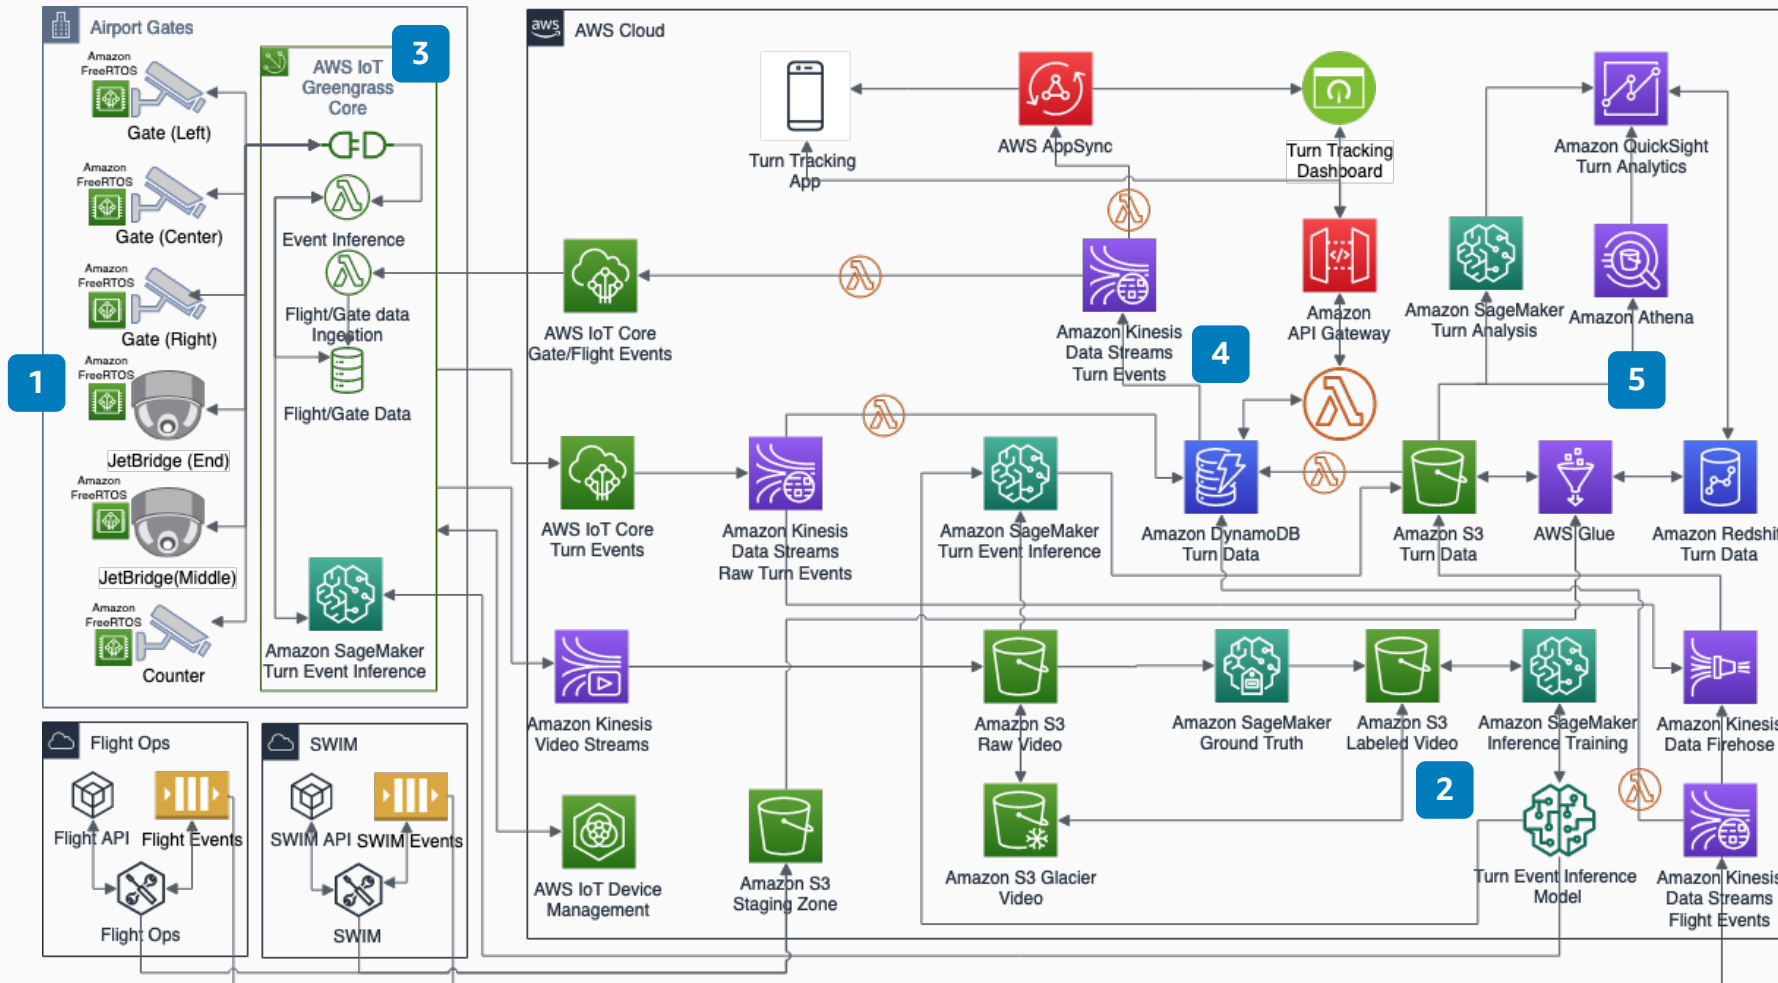 Airport Gates
Amazon
FreeRTOS
Gate (Left)
Amazon
FreeRTOS
Gate (Center)
Amazon
FreeRTOS
Gate (Right)
1
Amazon
FreeRTOS
JetBridge (End)
Amazon
FreeRTOS
JetBridge(Middle)
Amazon
FreeRTOS
Counter
3
AWS IoT
Greengrass
Core
Event Inference
Flight/Gate data
Ingestion
Flight/Gate Data
Amazon SageMaker
Turn Event Inference
Flight Ops
Flight API
Flight Events
Flight Ops
SWIM
SWIM API
SWIM Events
SWIM
aws
AWS Cloud
Turn Tracking
App
AWS AppSync
Turn Tracking
Dashboard
Amazon QuickSight
Turn Analytics
AWS IoT Core
Gate/Flight Events
Amazon Kinesis
Data Streams
Turn Events
4
Amazon
API Gateway
Amazon SageMaker
Turn Analysis
Amazon Athena
5
AWS IoT Core
Turn Events
Amazon Kinesis
Data Streams
Raw Turn Events
Amazon SageMaker
Turn Event Inference
Amazon DynamoDB
Turn Data
Amazon S3
Turn Data
AWS Glue
Amazon Redshift
Turn Data
Amazon Kinesis
Video Streams
Amazon S3
Raw Video
Amazon SageMaker
Ground Truth
Amazon S3
Labeled Video
Amazon SageMaker
Inference Training
Amazon Kinesis
Data Firehose
2
AWS IoT Device
Management
Amazon S3
Staging Zone
Amazon S3 Glacier
Video
Turn Event Inference
Model
Amazon Kinesis
Data Streams
Flight Events